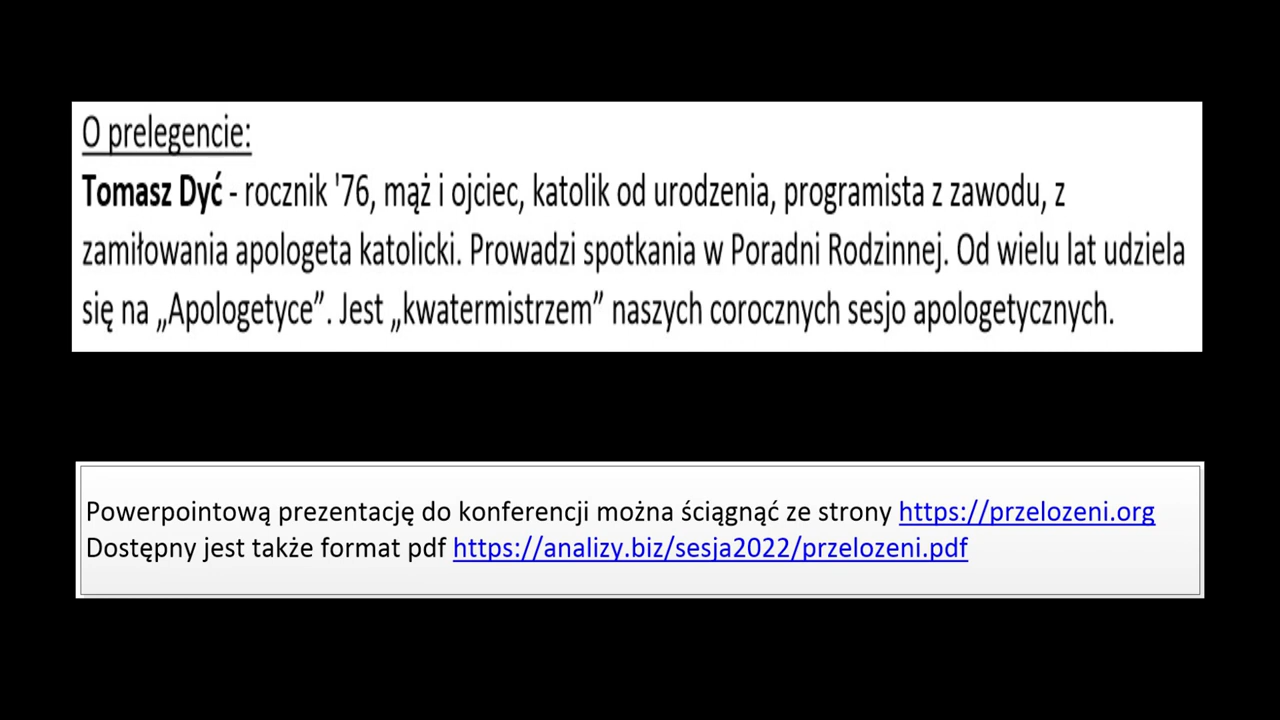 O prelegencie:
Tomasz Dyć - rocznik '76, mąż i ojciec, katolik od urodzenia, programista z zawodu, z
zamiłowania apologeta katolicki. Prowadzi spotkania w Poradni Rodzinnej. Od wielu lat udziela
się na „Apologetyce”. Jest „kwatermistrzem” naszych corocznych sesjo apologetycznych.
Powerpointową prezentację do konferencji można ściągnąć ze strony https://przelozeni.org
Dostępny jest także format pdf https://analizy.biz/sesja2022/przelozeni.pdf